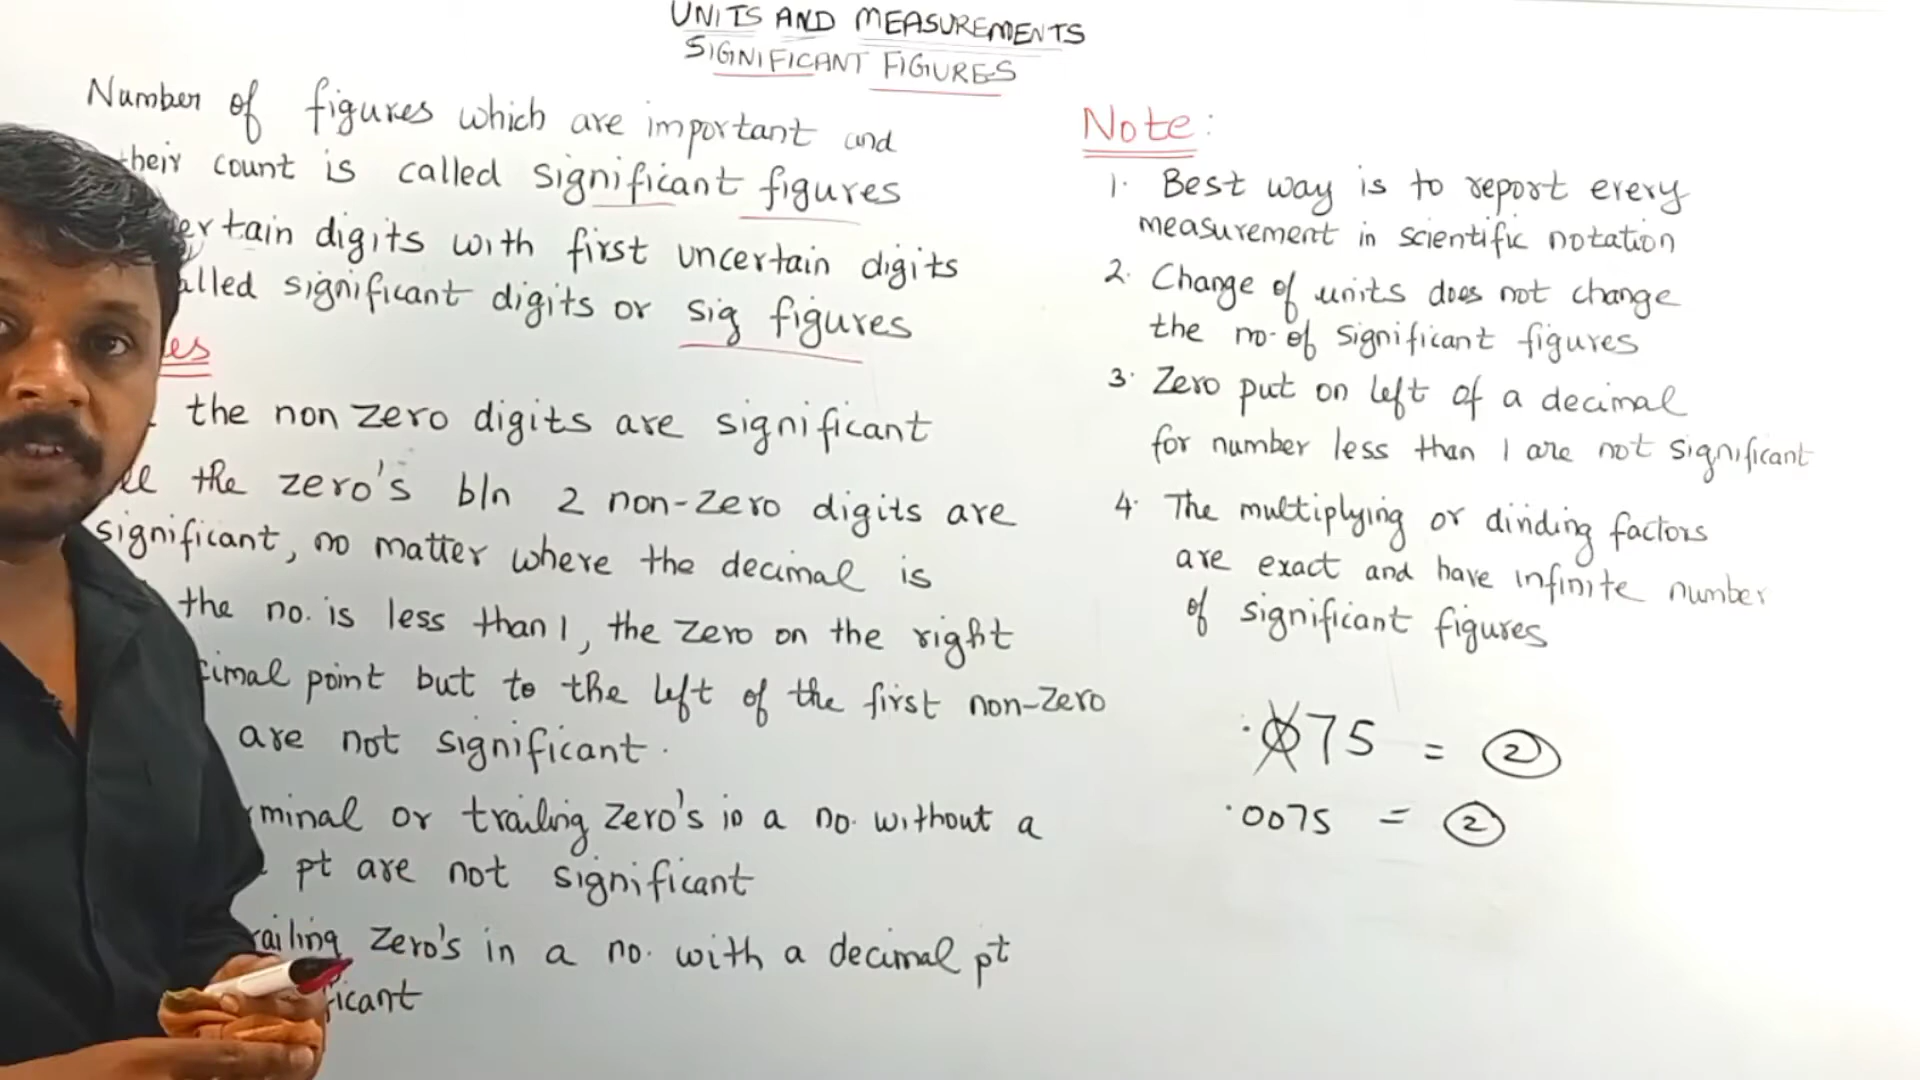 UNITS AND MEASUREMENTS
SIGNIFICANT FIGURES
Number of figures which are important and
their count is called significant figures
ertain digits with first uncertain digits
alled significant digits or sig figures
es
the non zero digits are significant
ll the zero's b/n 2 non-zero digits are
significant, no matter where the decimal is
the no. is less than 1, the zero on the right
cimal point but to the left of the first non-zero
are not significant.
rminal or trailing zero's in a no. without a
pt are not significant
railing zero's in a no. with a decimal pt
ficant
Note:
1. Best way is to report every
measurement in scientific notation
2. Change of units does not change
the no. of significant figures
3. Zero put on left of a decimal
for number less than 1 are not significant
4. The multiplying or dividing factors
are exact and have infinite number
of significant figures
.075 = 2
.0075 = 2